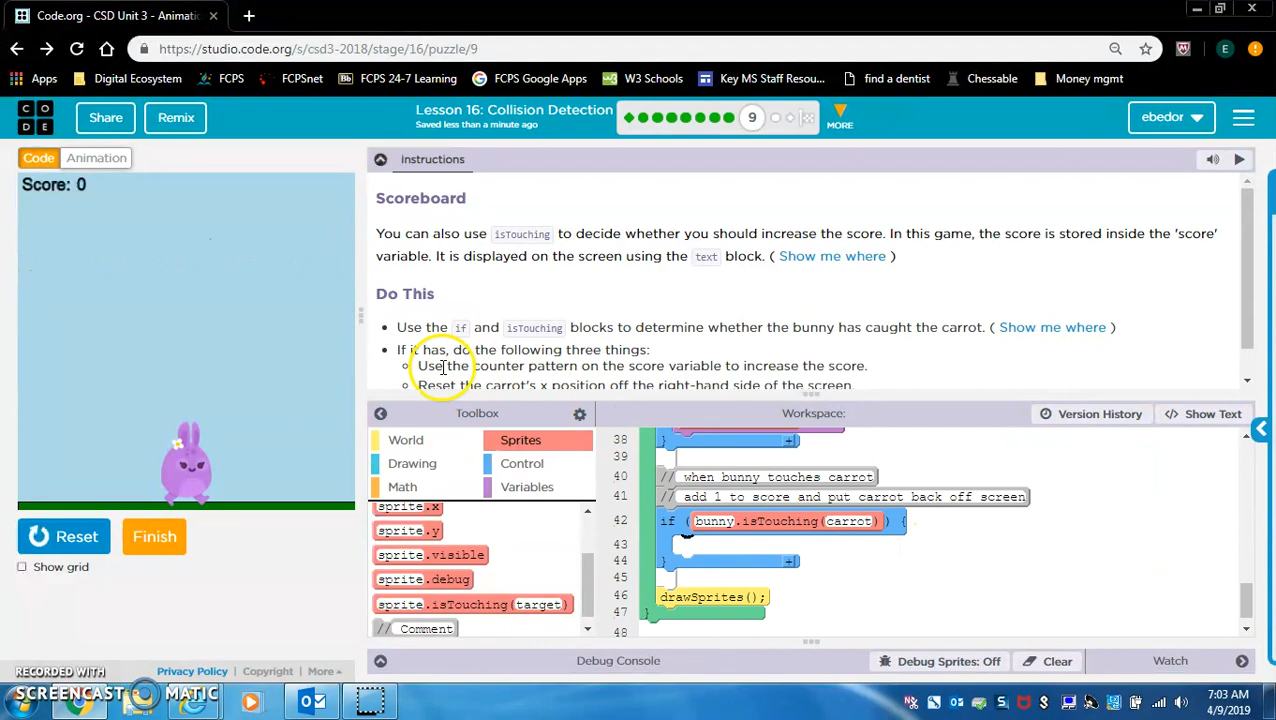 Code.org - CSD Unit 3 - Animatio
https://studio.code.org/s/csd3-2018/stage/16/puzzle/9
E
Apps Digital Ecosystem FCPS FCPSnet Bb FCPS 24-7 Learning FCPS Google Apps W3 Schools Key MS Staff Resou... find a dentist Chessable Money mgmt
C O
D E
Share
Remix
Lesson 16: Collision Detection
Saved less than a minute ago
9
MORE
ebedor
Code
Animation
Instructions
Score: 0
Scoreboard
You can also use isTouching to decide whether you should increase the score. In this game, the score is stored inside the 'score'
variable. It is displayed on the screen using the text block. ( Show me where )
Do This
Use the if and isTouching blocks to determine whether the bunny has caught the carrot. ( Show me where )
If it has, do the following three things:
Use the counter pattern on the score variable to increase the score.
Reset the carrot's x position off the right-hand side of the screen.
Toolbox
Workspace:
Version History
</> Show Text
World
Sprites
Drawing
Control
Math
Variables
sprite.x
sprite.y
sprite.visible
sprite.debug
sprite.isTouching(target)
// Comment
38 }
39
40 // when bunny touches carrot
41 // add 1 to score and put carrot back off screen
42 if (bunny.isTouching(carrot)) {
43
44 }
45
46 drawSprites();
47 }
48
Reset
Finish
Show grid
Debug Console
Debug Sprites: Off
Clear
Watch
Privacy Policy | Copyright | More
RECORDED WITH
SCREENCAST MATIC
7:03 AM
4/9/2019